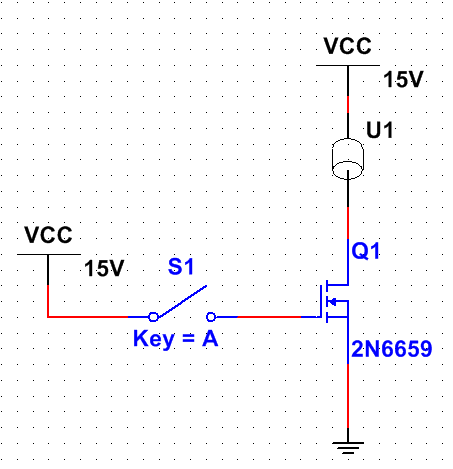 VCC
15V
U1
VCC
15V
S1
Q1
Key = A
2N6659